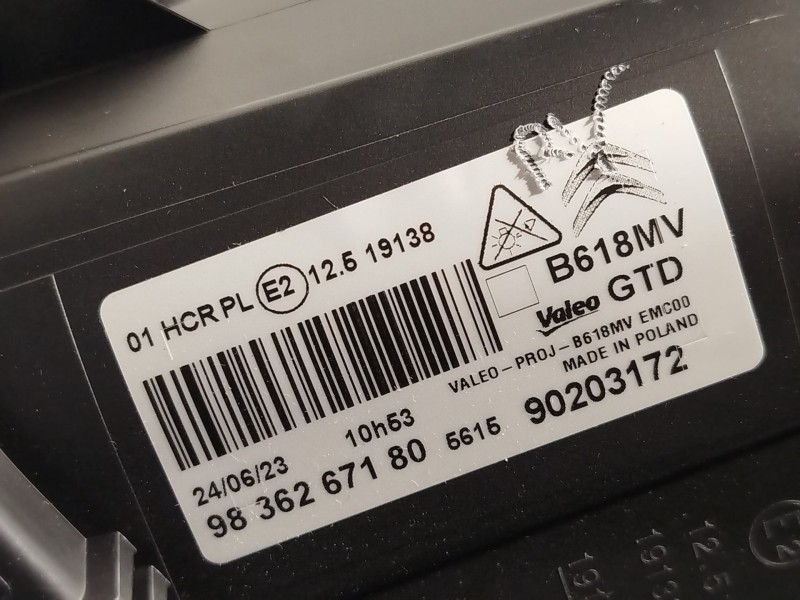 01 HCR PL E2 12.5 19138
B618MV
GTD
Valeo
VALEO-PROJ-B618MV EMC00
MADE IN POLAND
24/06/23 10h53
98 362 671 80 5615 90203172
E2
12.5